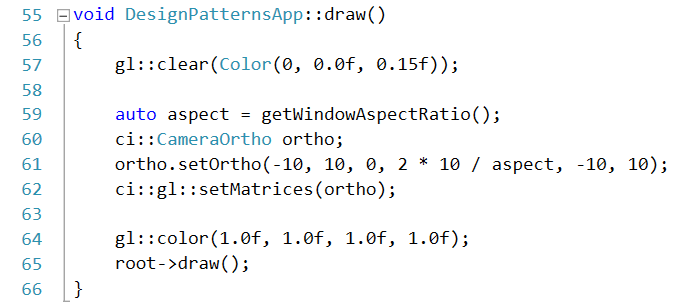 55 void DesignPatternsApp::draw()
56 {
57     gl::clear(Color(0, 0.0f, 0.15f));
58
59     auto aspect = getWindowAspectRatio();
60     ci::CameraOrtho ortho;
61     ortho.setOrtho(-10, 10, 0, 2 * 10 / aspect, -10, 10);
62     ci::gl::setMatrices(ortho);
63
64     gl::color(1.0f, 1.0f, 1.0f, 1.0f);
65     root->draw();
66 }